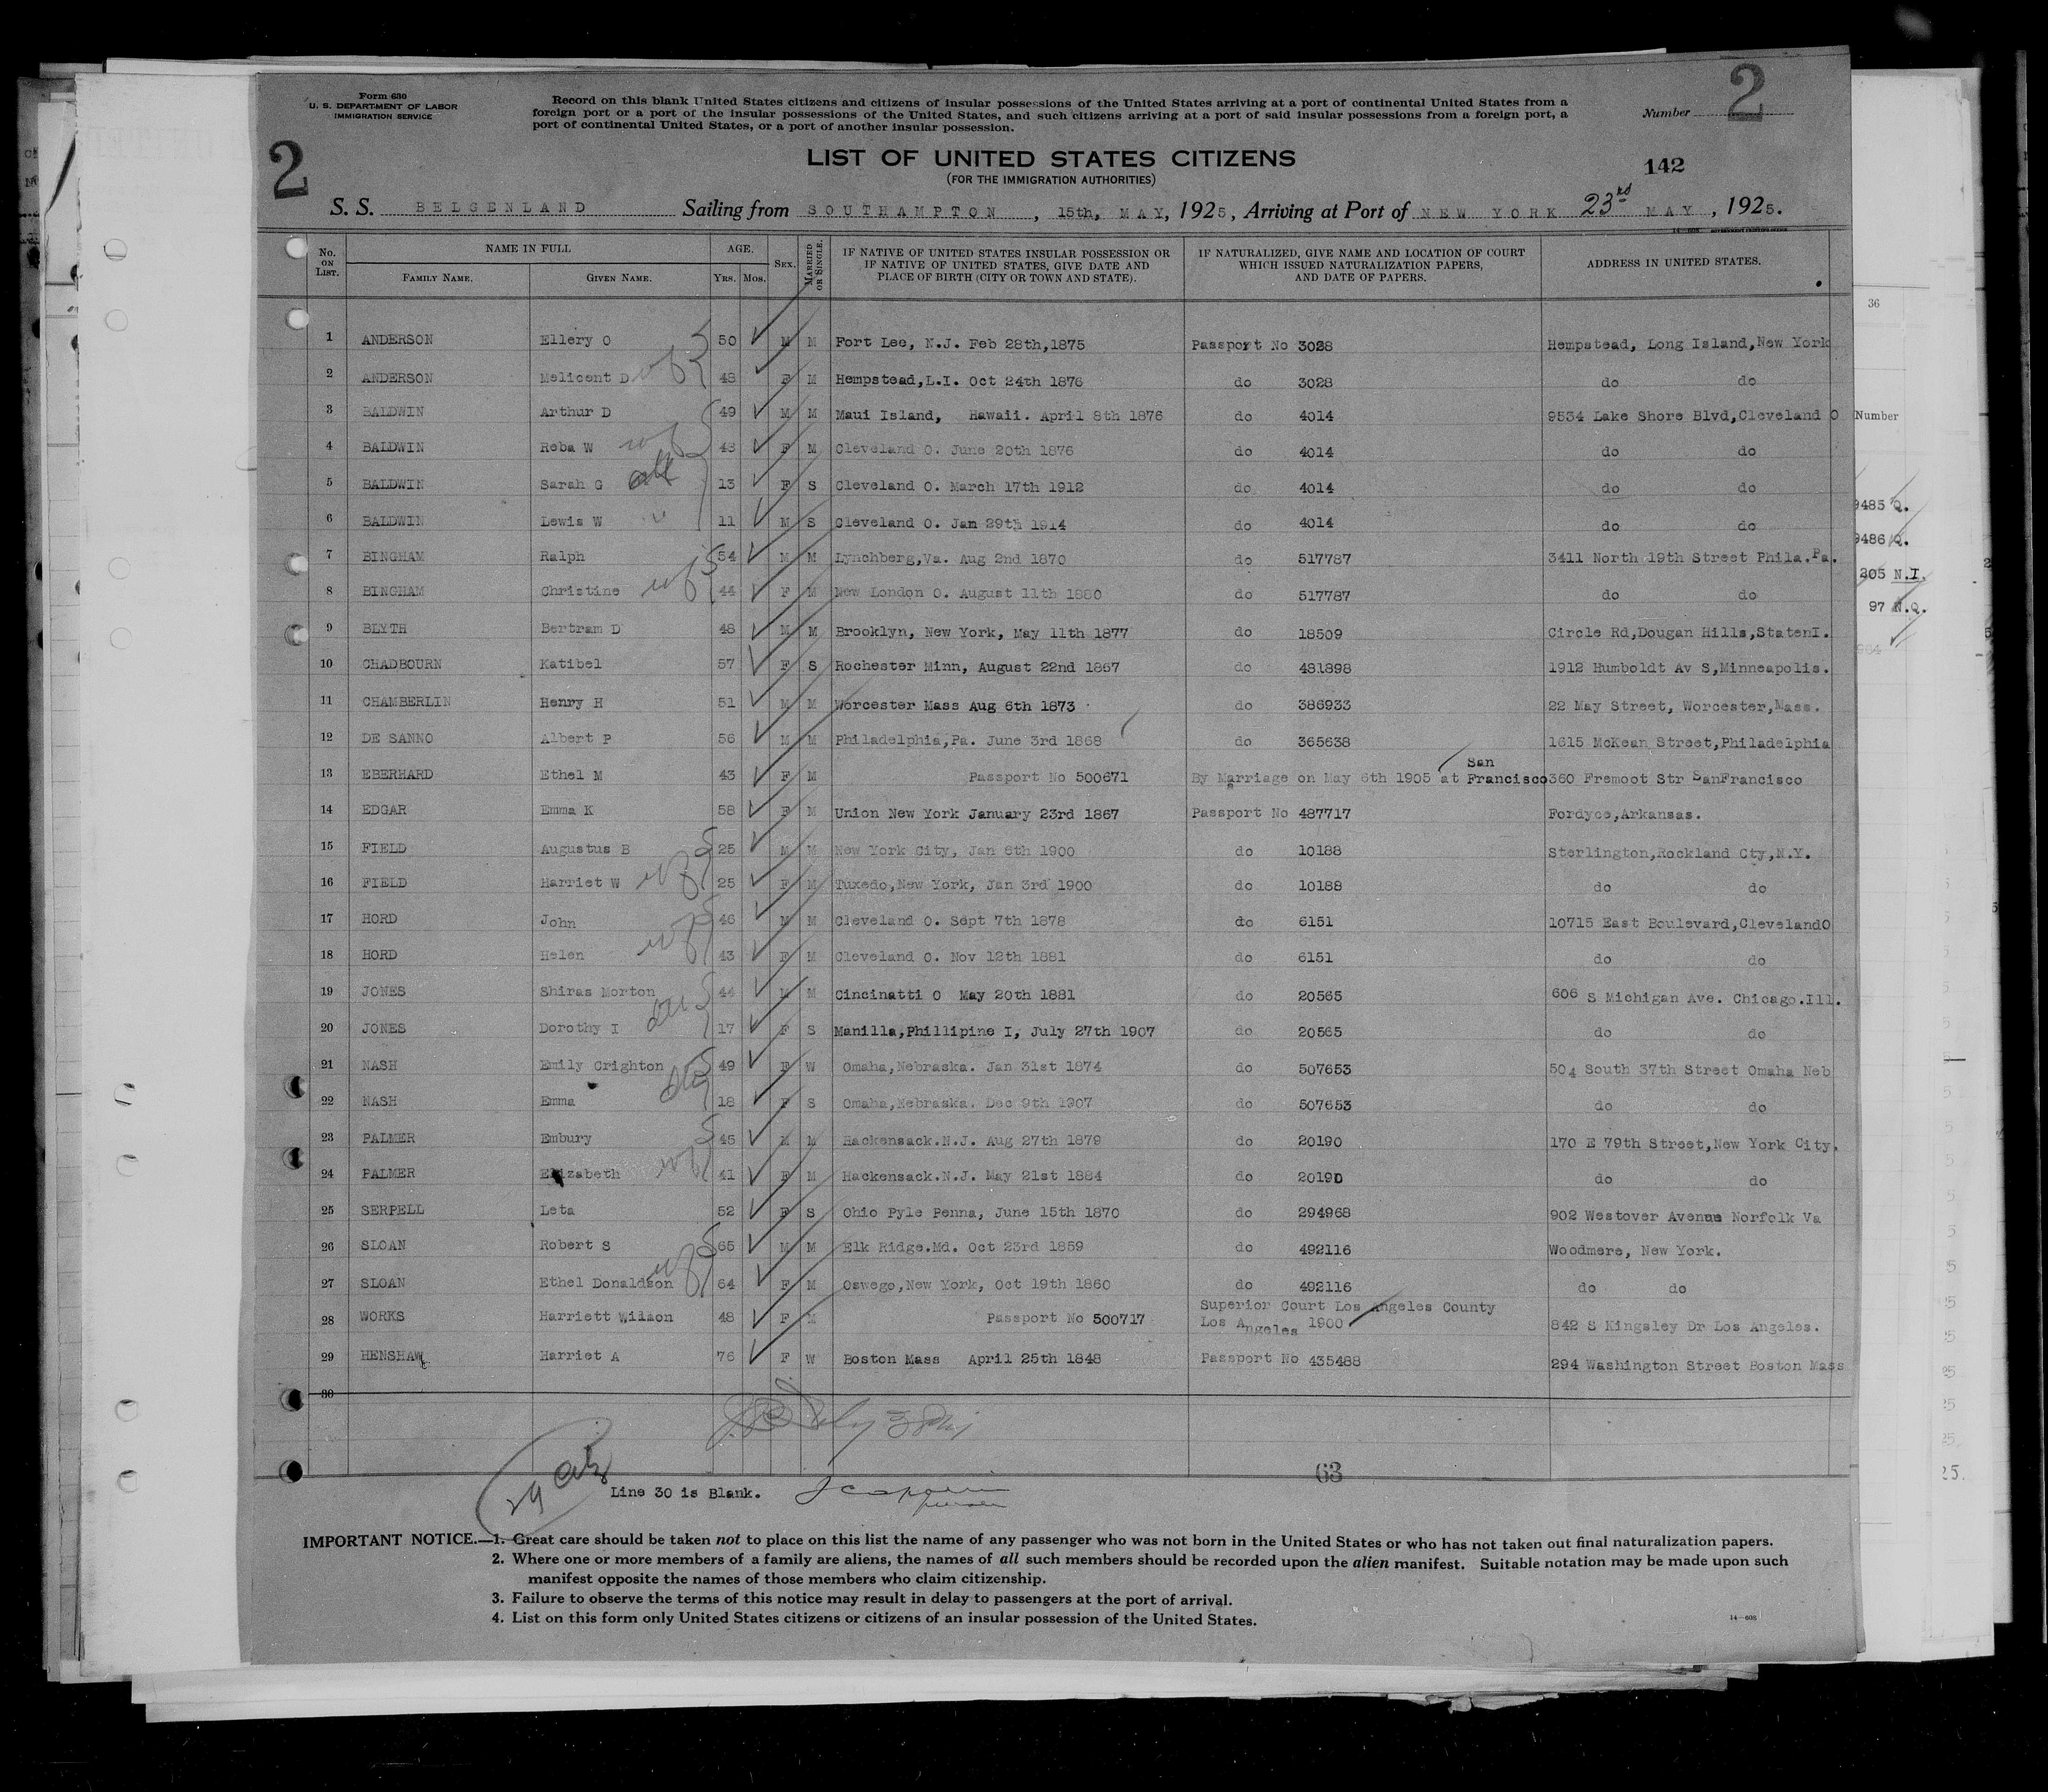 Form 630
U. S. DEPARTMENT OF LABOR
IMMIGRATION SERVICE
Record on this blank United States citizens and citizens of insular possessions of the United States arriving at a port of continental United States from a
foreign port or a port of the insular possessions of the United States, and such citizens arriving at a port of said insular possessions from a foreign port, a
port of continental United States, or a port of another insular possession.
Number 2
2
LIST OF UNITED STATES CITIZENS
(FOR THE IMMIGRATION AUTHORITIES)
142
S. S. BELGENLAND Sailing from SOUTHAMPTON, 15th, MAY, 1925, Arriving at Port of NEW YORK 23rd MAY, 1925.
No. ON LIST. NAME IN FULL FAMILY NAME. GIVEN NAME. AGE. YRS. MOS. SEX. MARRIED OR SINGLE. IF NATIVE OF UNITED STATES INSULAR POSSESSION OR IF NATIVE OF UNITED STATES, GIVE DATE AND PLACE OF BIRTH (CITY OR TOWN AND STATE). IF NATURALIZED, GIVE NAME AND LOCATION OF COURT WHICH ISSUED NATURALIZATION PAPERS, AND DATE OF PAPERS. ADDRESS IN UNITED STATES.
1 ANDERSON Ellery O 50 M M Fort Lee, N.J. Feb 28th,1875 Passport No 3028 Hempstead, Long Island,New York
2 ANDERSON Melicent D wf 48 F M Hempstead,L.I. Oct 24th 1876 do 3028 do do
3 BALDWIN Arthur D 49 M M Maui Island, Hawaii. April 8th 1876 do 4014 9534 Lake Shore Blvd,Cleveland O
4 BALDWIN Reba W wf 43 F M Cleveland O. June 20th 1876 do 4014 do do
5 BALDWIN Sarah G 13 F S Cleveland O. March 17th 1912 do 4014 do do
6 BALDWIN Lewis W 11 M S Cleveland O. Jan 29th 1914 do 4014 do do
7 BINGHAM Ralph 54 M M Lynchberg,Va. Aug 2nd 1870 do 517787 3411 North 19th Street Phila.Pa.
8 BINGHAM Christine wf 44 F M New London O. August 11th 1880 do 517787 do do
9 BLYTH Bertram D 48 M M Brooklyn, New York, May 11th 1877 do 18509 Circle Rd,Dougan Hills,StatenI.
10 CHADBOURN Katibel 57 F S Rochester Minn, August 22nd 1867 do 481898 1912 Humboldt Av S,Minneapolis.
11 CHAMBERLIN Henry H 51 M M Worcester Mass Aug 6th 1873 do 386933 22 May Street, Worcester,Mass.
12 DE SANNO Albert P 56 M M Philadelphia,Pa. June 3rd 1868 do 365638 1615 McKean Street,Philadelphia
13 EBERHARD Ethel M 43 F M Passport No 500671 By Marriage on May 6th 1905 at San Francisco 360 Fremoot Str SanFrancisco
14 EDGAR Emma K 58 F M Union New York January 23rd 1867 Passport No 487717 Fordyce,Arkansas.
15 FIELD Augustus B 25 M M New York City, Jan 6th 1900 do 10188 Sterlington,Rockland Cty,N.Y.
16 FIELD Harriet W wf 25 F M Tuxedo,New York, Jan 3rd 1900 do 10188 do do
17 HORD John 46 M M Cleveland O. Sept 7th 1878 do 6151 10715 East Boulevard,ClevelandO
18 HORD Helen wf 43 F M Cleveland O. Nov 12th 1881 do 6151 do do
19 JONES Shiras Morton 44 M M Cincinatti O May 20th 1881 do 20565 606 S Michigan Ave. Chicago.Ill.
20 JONES Dorothy I 17 F S Manilla,Phillipine I, July 27th 1907 do 20565 do do
21 NASH Emily Crighton 49 F W Omaha,Nebraska. Jan 31st 1874 do 507653 504 South 37th Street Omaha Neb
22 NASH Emma 18 F S Omaha,Nebraska. Dec 9th 1907 do 507653 do do
23 PALMER Embury 45 M M Hackensack.N.J. Aug 27th 1879 do 20190 170 E 79th Street,New York City.
24 PALMER Elizabeth wf 41 F M Hackensack.N.J. May 21st 1884 do 20190 do do
25 SERPELL Leta 52 F S Ohio Pyle Penna, June 15th 1870 do 294968 902 Westover Avenue Norfolk Va
26 SLOAN Robert S 65 M M Elk Ridge.Md. Oct 23rd 1859 do 492116 Woodmere, New York.
27 SLOAN Ethel Donaldson wf 64 F M Oswego,New York, Oct 19th 1860 do 492116 do do
28 WORKS Harriett Wilson 48 F M Passport No 500717 Superior Court Los Angeles County Los Angeles 1900 842 S Kingsley Dr Los Angeles.
29 HENSHAW Harriet A 76 F W Boston Mass April 25th 1848 Passport No 435488 294 Washington Street Boston Mass
30
63
29
Line 30 is Blank.
IMPORTANT NOTICE.—1. Great care should be taken not to place on this list the name of any passenger who was not born in the United States or who has not taken out final naturalization papers.
2. Where one or more members of a family are aliens, the names of all such members should be recorded upon the alien manifest. Suitable notation may be made upon such
manifest opposite the names of those members who claim citizenship.
3. Failure to observe the terms of this notice may result in delay to passengers at the port of arrival.
4. List on this form only United States citizens or citizens of an insular possession of the United States.
14—608
36
Number
9485 Q.
9486 Q.
205 N.I.
97 N.Q.